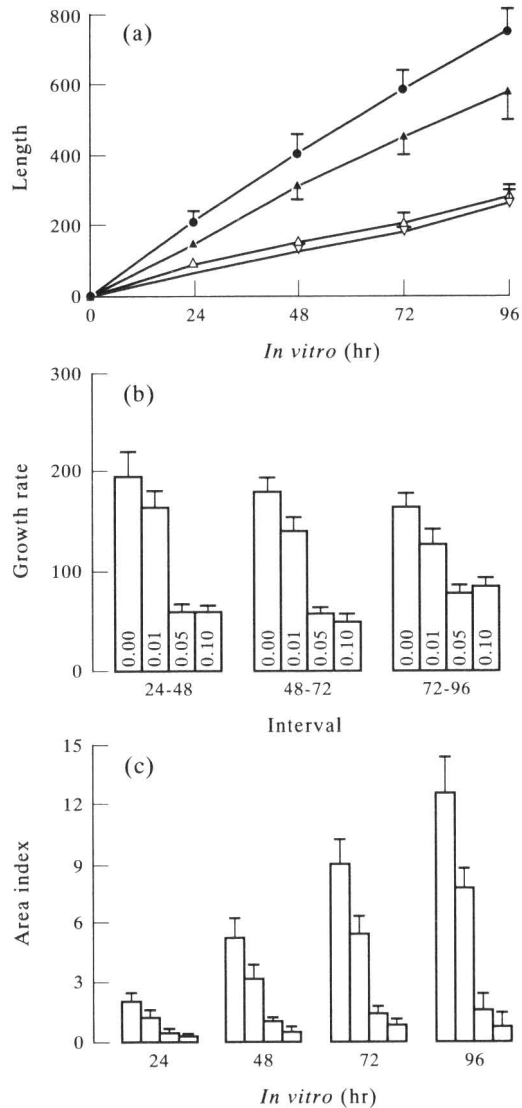 (a)
800
600
400
200
0
Length
0 24 48 72 96
In vitro (hr)
(b)
300
200
100
0
Growth rate
0.00 0.01 0.05 0.10 0.00 0.01 0.05 0.10 0.00 0.01 0.05 0.10
24-48 48-72 72-96
Interval
(c)
15
12
9
6
3
0
Area index
24 48 72 96
In vitro (hr)